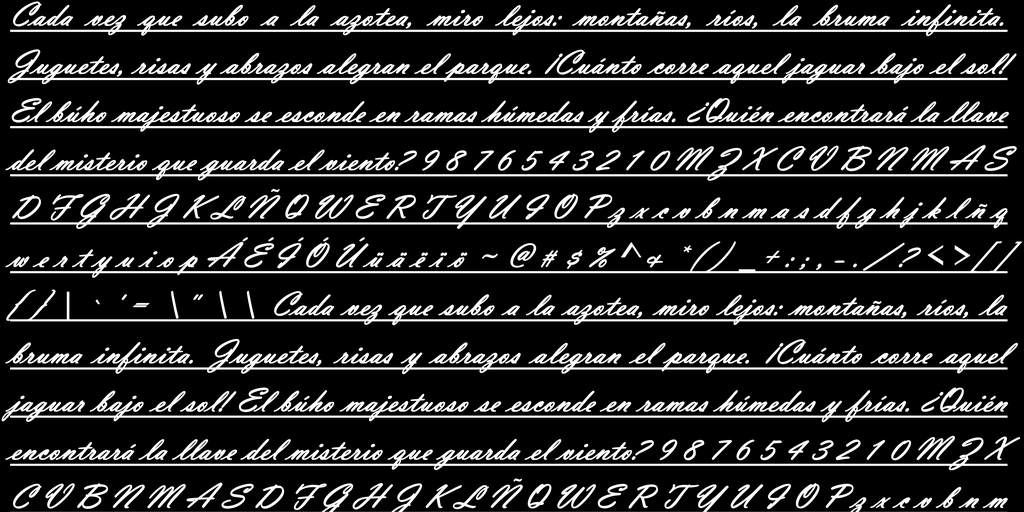 Cada vez que subo a la azotea, miro lejos: montañas, ríos, la bruma infinita.
Juguetes, risas y abrazos alegran el parque. ¡Cuánto corre aquel jaguar bajo el sol!
El búho majestuoso se esconde en ramas húmedas y frías. ¿Quién encontrará la llave
del misterio que guarda el viento? 9 8 7 6 5 4 3 2 1 0 M Z X C V B N M A S
D F G H J K L Ñ Q W E R T Y U I O P z x c v b n m a s d f g h j k l ñ q
w e r t y u i o p Á É Í Ó Ú ü ä ë ï ö ~ @ # $ % ^ & * ( ) _ + : ; , - . / ? < > [ ]
{ } | ` ' = \ " \ \ Cada vez que subo a la azotea, miro lejos: montañas, ríos, la
bruma infinita. Juguetes, risas y abrazos alegran el parque. ¡Cuánto corre aquel
jaguar bajo el sol! El búho majestuoso se esconde en ramas húmedas y frías. ¿Quién
encontrará la llave del misterio que guarda el viento? 9 8 7 6 5 4 3 2 1 0 M Z X
C V B N M A S D F G H J K L Ñ Q W E R T Y U I O P z x c v b n m